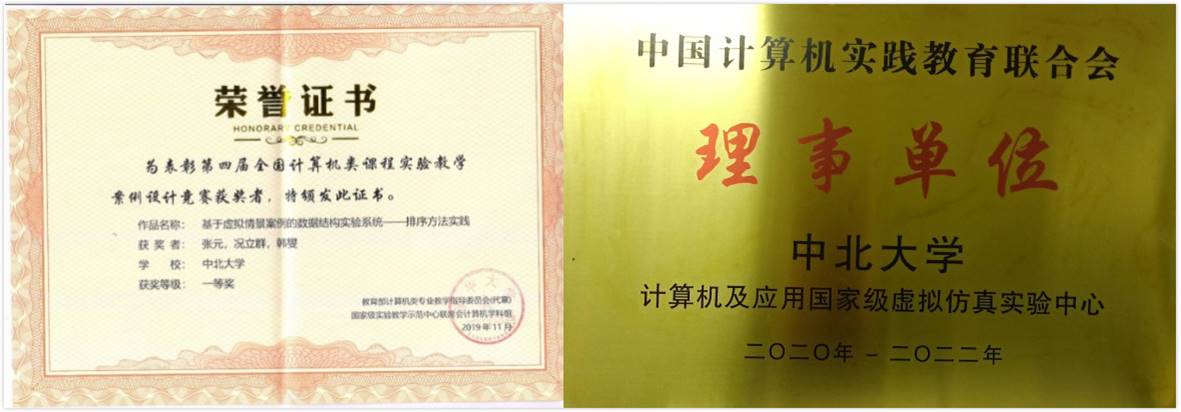 荣誉证书
HONORARY CREDENTIAL
为表彰第四届全国计算机类课程实验教学
案例设计竞赛获奖者，特颁发此证书。
作品名称： 基于虚拟情景案例的数据结构实验系统——排序方法实践
获 奖 者： 张元，况立群，韩燮
学 校： 中北大学
获奖等级： 一等奖
教育部计算机类专业教学指导委员会(代章)
国家级实验教学示范中心联席会计算机学科组
2019年11月
中国计算机实践教育联合会
理事单位
中北大学
计算机及应用国家级虚拟仿真实验中心
二〇二〇年 - 二〇二二年